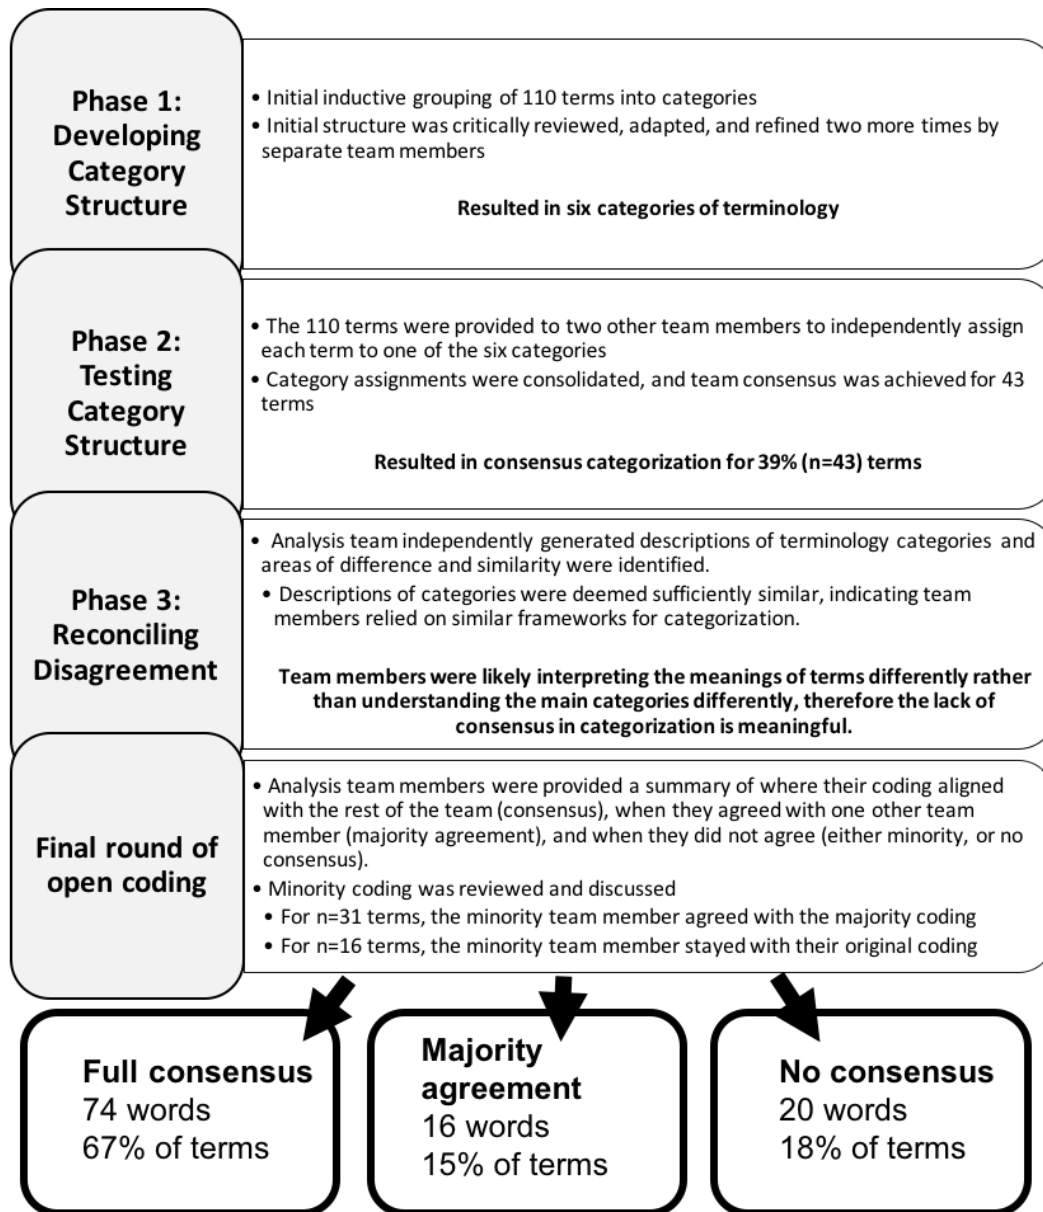 Phase 1:
Developing
Category
Structure
• Initial inductive grouping of 110 terms into categories
• Initial structure was critically reviewed, adapted, and refined two more times by
separate team members
Resulted in six categories of terminology
Phase 2:
Testing
Category
Structure
• The 110 terms were provided to two other team members to independently assign
each term to one of the six categories
• Category assignments were consolidated, and team consensus was achieved for 43
terms
Resulted in consensus categorization for 39% (n=43) terms
Phase 3:
Reconciling
Disagreement
• Analysis team independently generated descriptions of terminology categories and
areas of difference and similarity were identified.
• Descriptions of categories were deemed sufficiently similar, indicating team
members relied on similar frameworks for categorization.
Team members were likely interpreting the meanings of terms differently rather
than understanding the main categories differently, therefore the lack of
consensus in categorization is meaningful.
Final round of
open coding
• Analysis team members were provided a summary of where their coding aligned
with the rest of the team (consensus), when they agreed with one other team
member (majority agreement), and when they did not agree (either minority, or no
consensus).
• Minority coding was reviewed and discussed
• For n=31 terms, the minority team member agreed with the majority coding
• For n=16 terms, the minority team member stayed with their original coding
Full consensus
74 words
67% of terms
Majority
agreement
16 words
15% of terms
No consensus
20 words
18% of terms